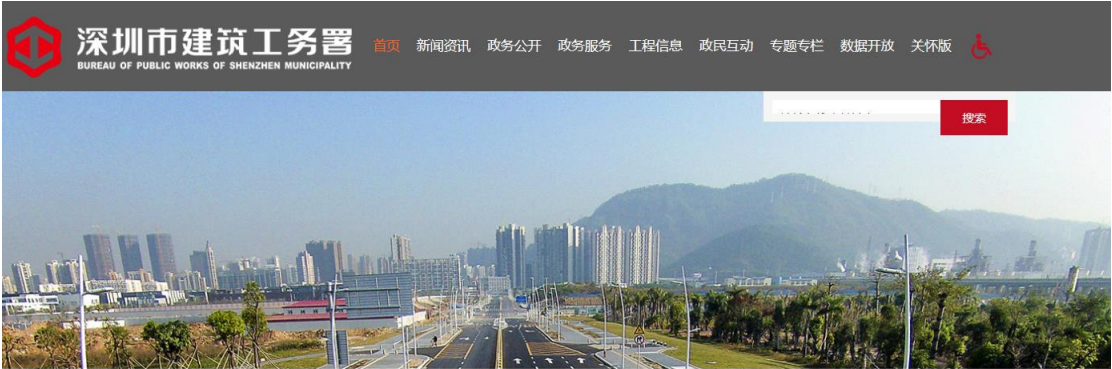 深圳市建筑工务署
BUREAU OF PUBLIC WORKS OF SHENZHEN MUNICIPALITY
首页 新闻资讯 政务公开 政务服务 工程信息 政民互动 专题专栏 数据开放 关怀版
搜索